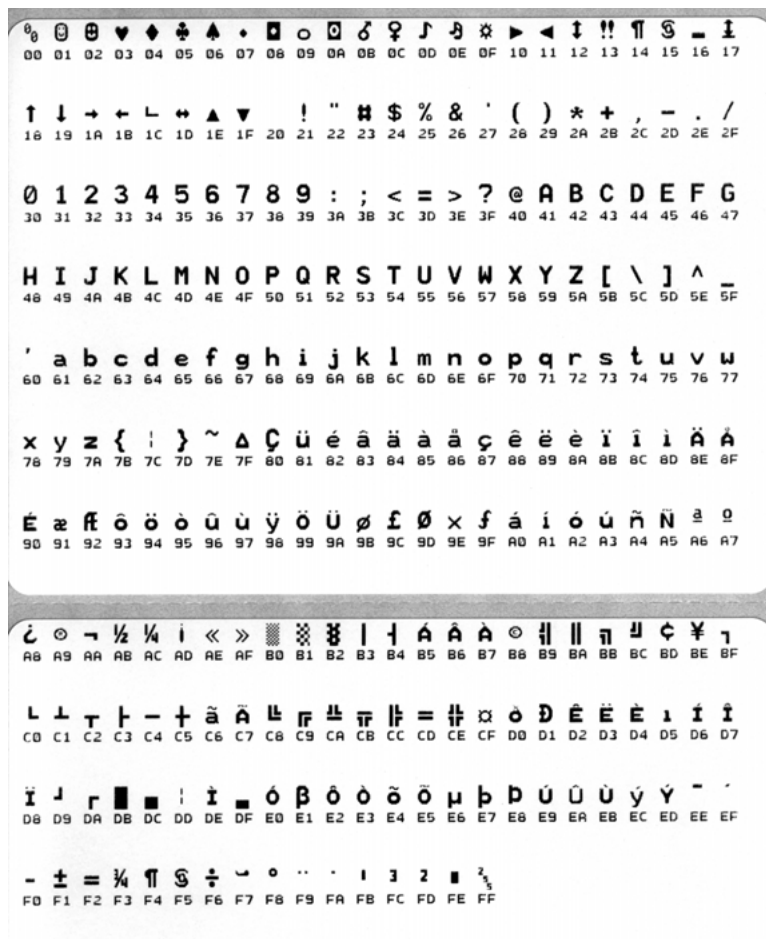 ⁰₀ ☺ ☻ ♥ ♦ ♣ ♠ • ◘ ○ ◙ ♂ ♀ ♪ ♫ ☼ ► ◄ ↕ ‼ ¶ § ▬ ↨
00 01 02 03 04 05 06 07 08 09 0A 0B 0C 0D 0E 0F 10 11 12 13 14 15 16 17
↑ ↓ → ← ∟ ↔ ▲ ▼ ! " # $ % & ' ( ) * + , - . /
18 19 1A 1B 1C 1D 1E 1F 20 21 22 23 24 25 26 27 28 29 2A 2B 2C 2D 2E 2F
0 1 2 3 4 5 6 7 8 9 : ; < = > ? @ A B C D E F G
30 31 32 33 34 35 36 37 38 39 3A 3B 3C 3D 3E 3F 40 41 42 43 44 45 46 47
H I J K L M N O P Q R S T U V W X Y Z [ \ ] ^ _
48 49 4A 4B 4C 4D 4E 4F 50 51 52 53 54 55 56 57 58 59 5A 5B 5C 5D 5E 5F
' a b c d e f g h i j k l m n o p q r s t u v w
60 61 62 63 64 65 66 67 68 69 6A 6B 6C 6D 6E 6F 70 71 72 73 74 75 76 77
x y z { ¦ } ~ ∆ Ç ü é â ä à å ç ê ë è ï î ì Ä Å
78 79 7A 7B 7C 7D 7E 7F 80 81 82 83 84 85 86 87 88 89 8A 8B 8C 8D 8E 8F
É æ Æ ô ö ò û ù ÿ Ö Ü ø £ Ø × ƒ á í ó ú ñ Ñ ª º
90 91 92 93 94 95 96 97 98 99 9A 9B 9C 9D 9E 9F A0 A1 A2 A3 A4 A5 A6 A7
¿ ® ¬ ½ ¼ ¡ « » ░ ▒ ▓ │ ┤ Á Â À © ╣ ║ ╗ ╝ ¢ ¥ ┐
A8 A9 AA AB AC AD AE AF B0 B1 B2 B3 B4 B5 B6 B7 B8 B9 BA BB BC BD BE BF
└ ┴ ┬ ├ ─ ┼ ã Ã ╚ ╔ ╩ ╦ ╠ ═ ╬ ¤ ð Ð Ê Ë È ı Í Î
C0 C1 C2 C3 C4 C5 C6 C7 C8 C9 CA CB CC CD CE CF D0 D1 D2 D3 D4 D5 D6 D7
Ï ┘ ┌ █ ▄ ¦ Ì ▬ Ó β Ô Ò õ Õ µ þ Þ Ú Û Ù ý Ý ¯ ´
D8 D9 DA DB DC DD DE DF E0 E1 E2 E3 E4 E5 E6 E7 E8 E9 EA EB EC ED EE EF
- ± = ¾ ¶ § ÷ ¸ ° ¨ · ı ³ ² ■
F0 F1 F2 F3 F4 F5 F6 F7 F8 F9 FA FB FC FD FE FF